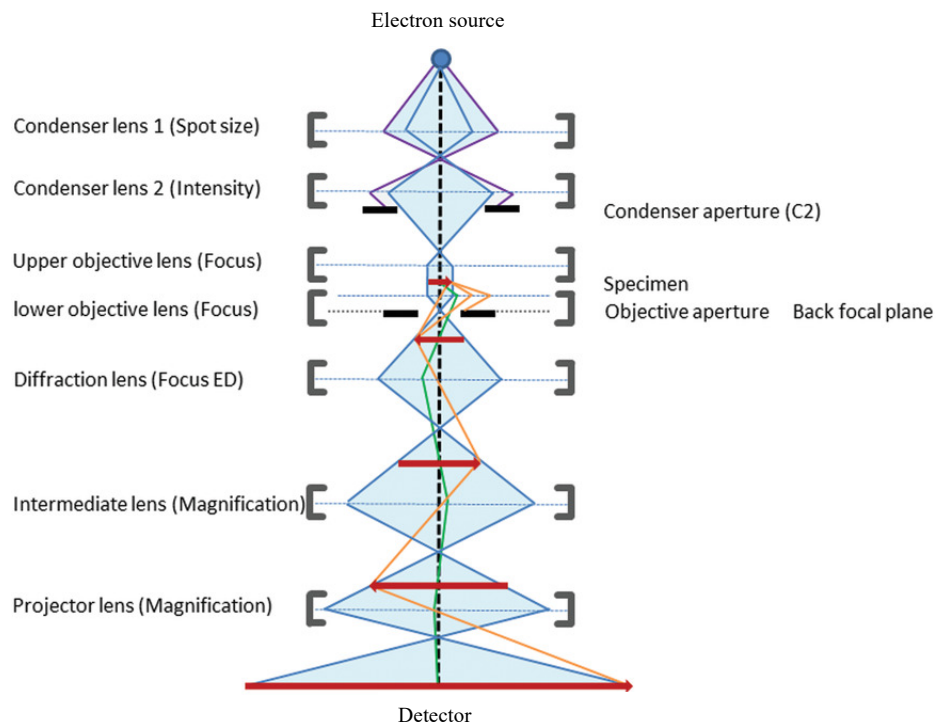 Electron source
Condenser lens 1 (Spot size)
Condenser lens 2 (Intensity)
Condenser aperture (C2)
Upper objective lens (Focus)
Specimen
lower objective lens (Focus)
Objective aperture Back focal plane
Diffraction lens (Focus ED)
Intermediate lens (Magnification)
Projector lens (Magnification)
Detector